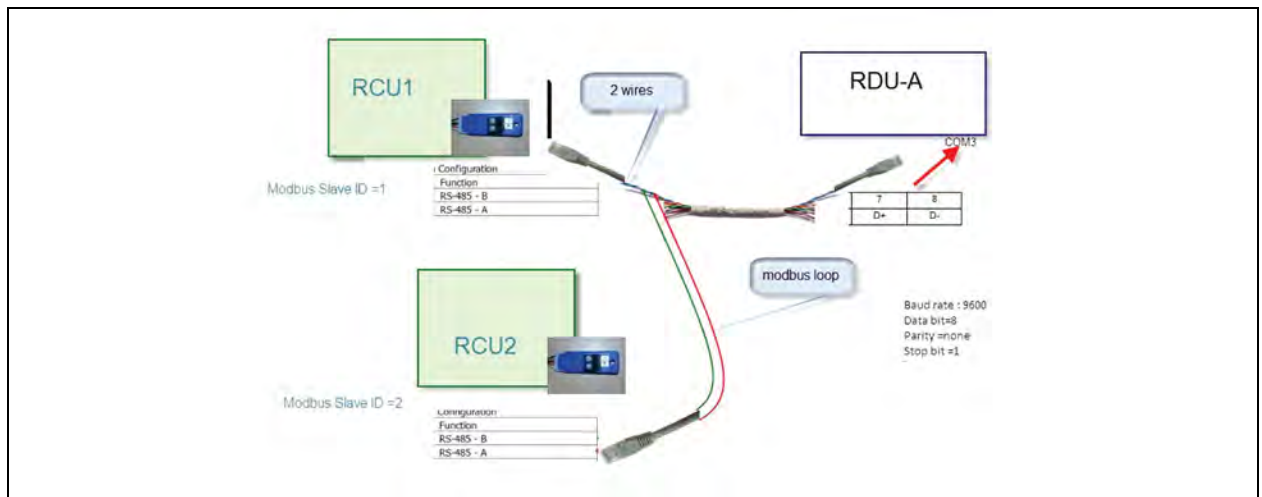 RCU1
2 wires
RDU-A
COM3
Configuration
Function
RS-485 - B
RS-485 - A
Modbus Slave ID =1
7 8
D+ D-
modbus loop
Baud rate : 9600
Data bit=8
Parity =none
Stop bit =1
RCU2
Modbus Slave ID =2
Configuration
Function
RS-485 - B
RS-485 - A